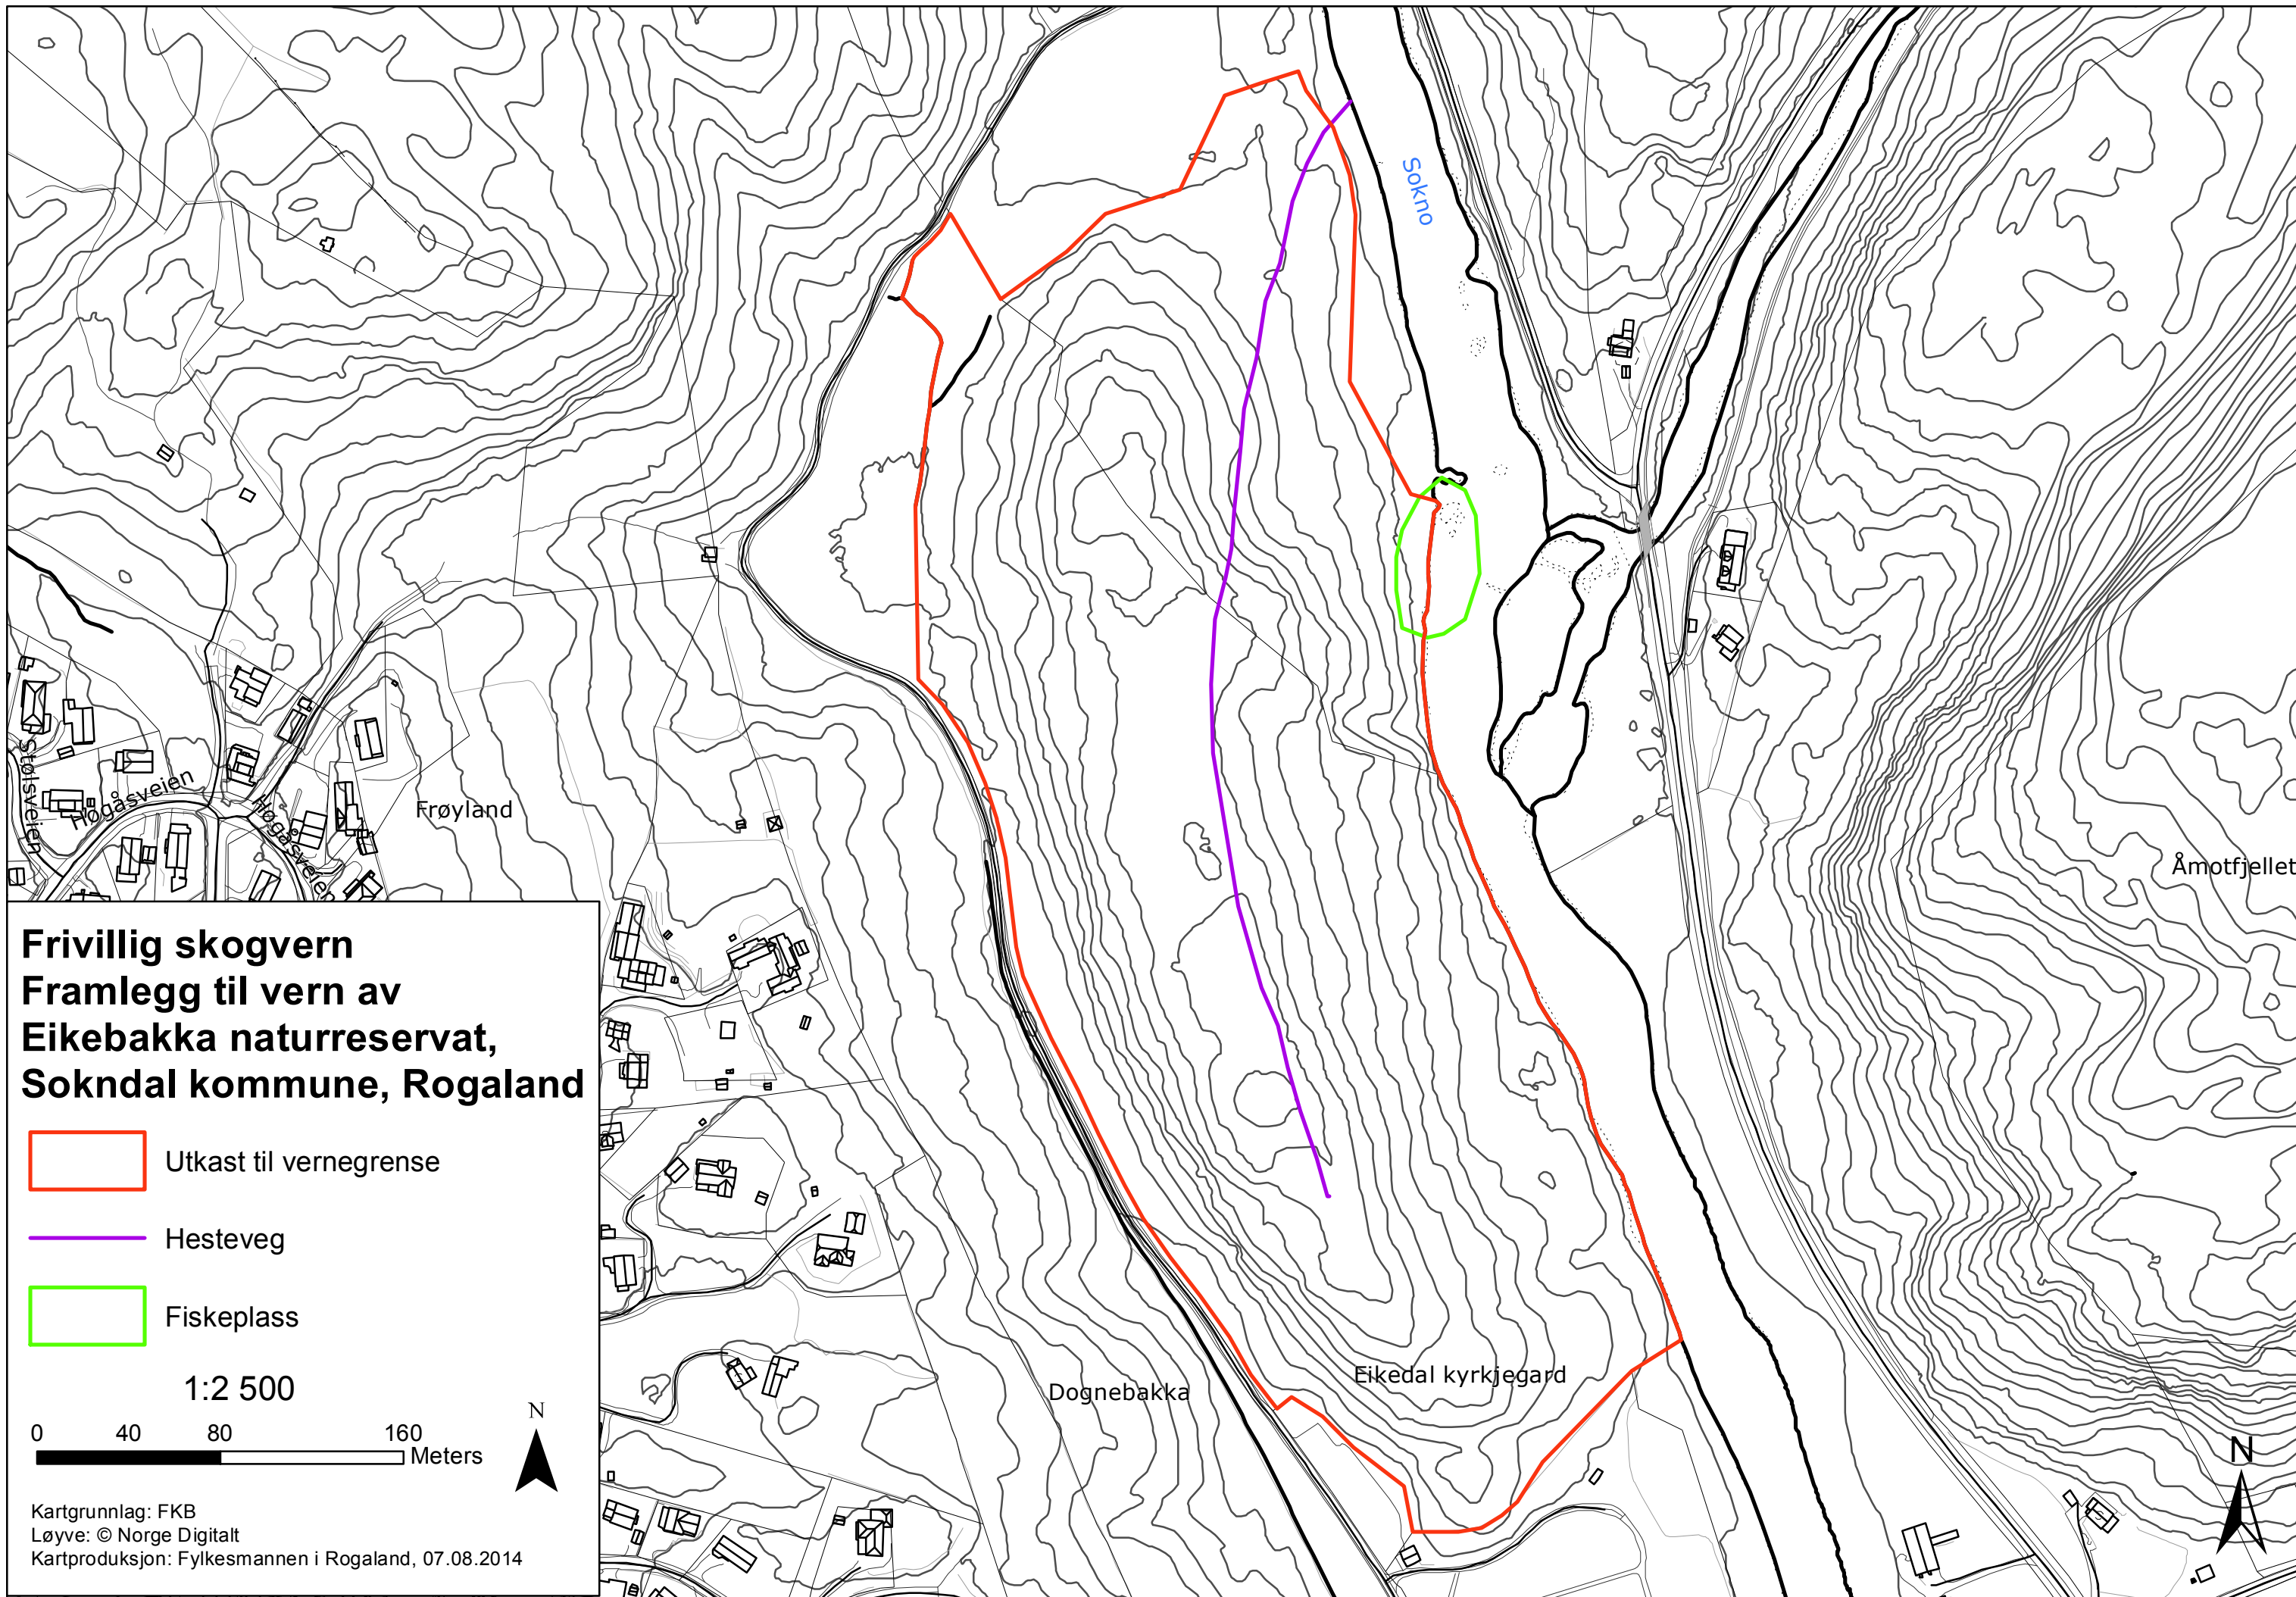 Sokno
Stølsveien
Høgåsveien
Høgåsveien
Frøyland
Åmotfjellet
Frivillig skogvern
Framlegg til vern av
Eikebakka naturreservat,
Sokndal kommune, Rogaland
Utkast til vernegrense
Hesteveg
Fiskeplass
1:2 500
0 40 80 160
Meters
N
Kartgrunnlag: FKB
Løyve: © Norge Digitalt
Kartproduksjon: Fylkesmannen i Rogaland, 07.08.2014
Dognebakka
Eikedal kyrkjegard
N